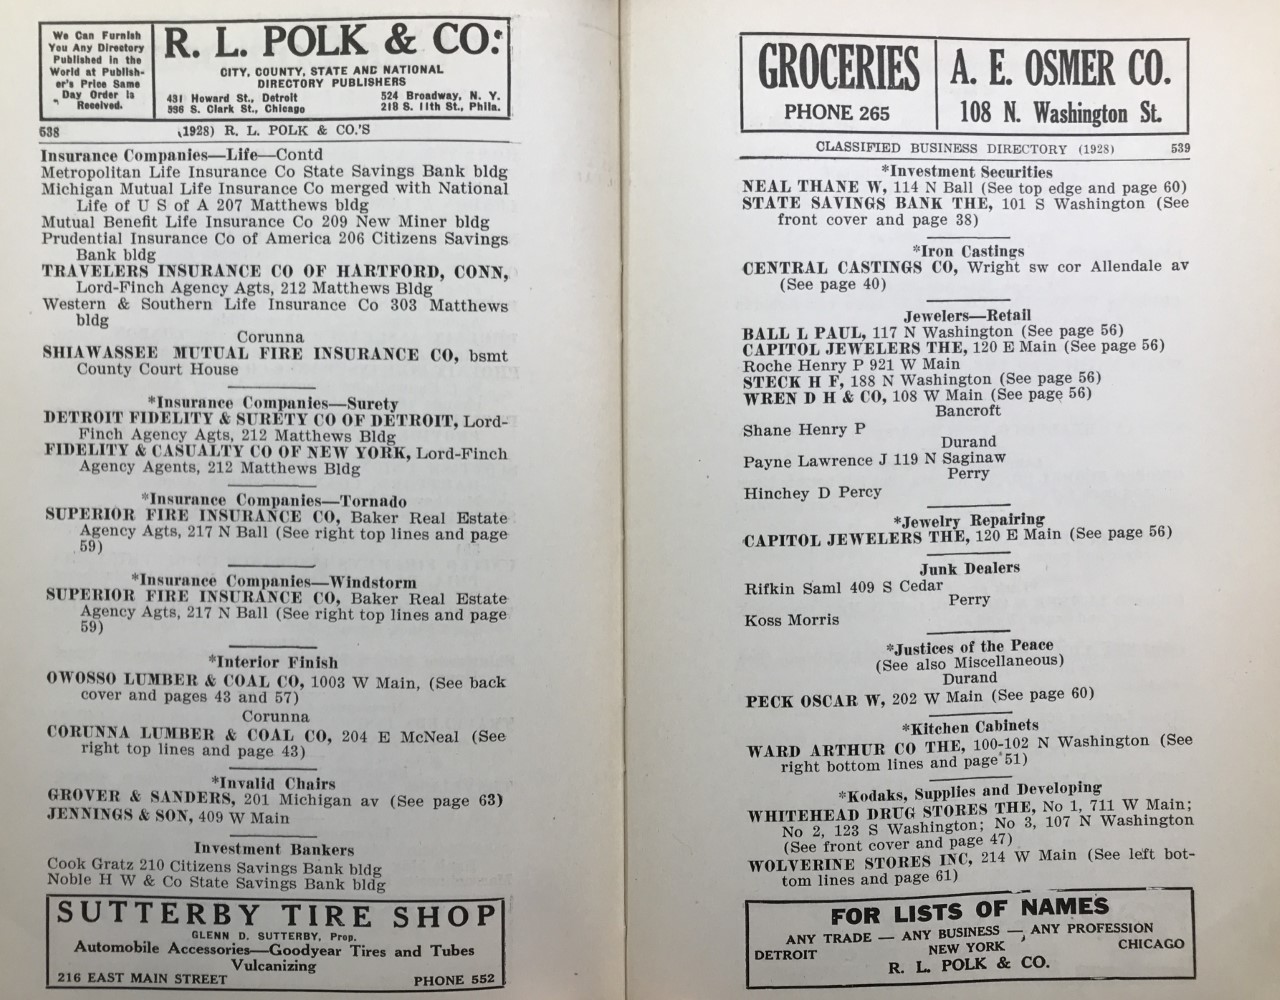 We Can Furnish
You Any Directory
Published in the
World at Publish-
er's Price Same
Day Order Is
Received.
R. L. POLK & CO.
CITY, COUNTY, STATE AND NATIONAL
DIRECTORY PUBLISHERS
431 Howard St., Detroit 524 Broadway, N. Y.
536 S. Clark St., Chicago 218 S. 11th St., Phila.
538 (1928) R. L. POLK & CO.'S
Insurance Companies—Life—Contd
Metropolitan Life Insurance Co State Savings Bank bldg
Michigan Mutual Life Insurance Co merged with National
Life of U S of A 207 Matthews bldg
Mutual Benefit Life Insurance Co 209 New Miner bldg
Prudential Insurance Co of America 206 Citizens Savings
Bank bldg
TRAVELERS INSURANCE CO OF HARTFORD, CONN,
Lord-Finch Agency Agts, 212 Matthews Bldg
Western & Southern Life Insurance Co 303 Matthews
bldg
Corunna
SHIAWASSEE MUTUAL FIRE INSURANCE CO, bsmt
County Court House
*Insurance Companies—Surety
DETROIT FIDELITY & SURETY CO OF DETROIT, Lord-
Finch Agency Agts, 212 Matthews Bldg
FIDELITY & CASUALTY CO OF NEW YORK, Lord-Finch
Agency Agents, 212 Matthews Bldg
*Insurance Companies—Tornado
SUPERIOR FIRE INSURANCE CO, Baker Real Estate
Agency Agts, 217 N Ball (See right top lines and page
59)
*Insurance Companies—Windstorm
SUPERIOR FIRE INSURANCE CO, Baker Real Estate
Agency Agts, 217 N Ball (See right top lines and page
59)
*Interior Finish
OWOSSO LUMBER & COAL CO, 1003 W Main, (See back
cover and pages 43 and 57)
Corunna
CORUNNA LUMBER & COAL CO, 204 E McNeal (See
right top lines and page 43)
*Invalid Chairs
GROVER & SANDERS, 201 Michigan av (See page 63)
JENNINGS & SON, 409 W Main
Investment Bankers
Cook Gratz 210 Citizens Savings Bank bldg
Noble H W & Co State Savings Bank bldg
SUTTERBY TIRE SHOP
GLENN D. SUTTERBY, Prop.
Automobile Accessories—Goodyear Tires and Tubes
Vulcanizing
216 EAST MAIN STREET PHONE 552
GROCERIES
PHONE 265
A. E. OSMER CO.
108 N. Washington St.
CLASSIFIED BUSINESS DIRECTORY (1928) 539
*Investment Securities
NEAL THANE W, 114 N Ball (See top edge and page 60)
STATE SAVINGS BANK THE, 101 S Washington (See
front cover and page 38)
*Iron Castings
CENTRAL CASTINGS CO, Wright sw cor Allendale av
(See page 40)
Jewelers—Retail
BALL L PAUL, 117 N Washington (See page 56)
CAPITOL JEWELERS THE, 120 E Main (See page 56)
Roche Henry P 921 W Main
STECK H F, 188 N Washington (See page 56)
WREN D H & CO, 108 W Main (See page 56)
Bancroft
Shane Henry P
Durand
Payne Lawrence J 119 N Saginaw
Perry
Hinchey D Percy
*Jewelry Repairing
CAPITOL JEWELERS THE, 120 E Main (See page 56)
Junk Dealers
Rifkin Saml 409 S Cedar
Perry
Koss Morris
*Justices of the Peace
(See also Miscellaneous)
Durand
PECK OSCAR W, 202 W Main (See page 60)
*Kitchen Cabinets
WARD ARTHUR CO THE, 100-102 N Washington (See
right bottom lines and page 51)
*Kodaks, Supplies and Developing
WHITEHEAD DRUG STORES THE, No 1, 711 W Main;
No 2, 123 S Washington; No 3, 107 N Washington
(See front cover and page 47)
WOLVERINE STORES INC, 214 W Main (See left bot-
tom lines and page 61)
FOR LISTS OF NAMES
ANY TRADE — ANY BUSINESS — ANY PROFESSION
DETROIT NEW YORK CHICAGO
R. L. POLK & CO.